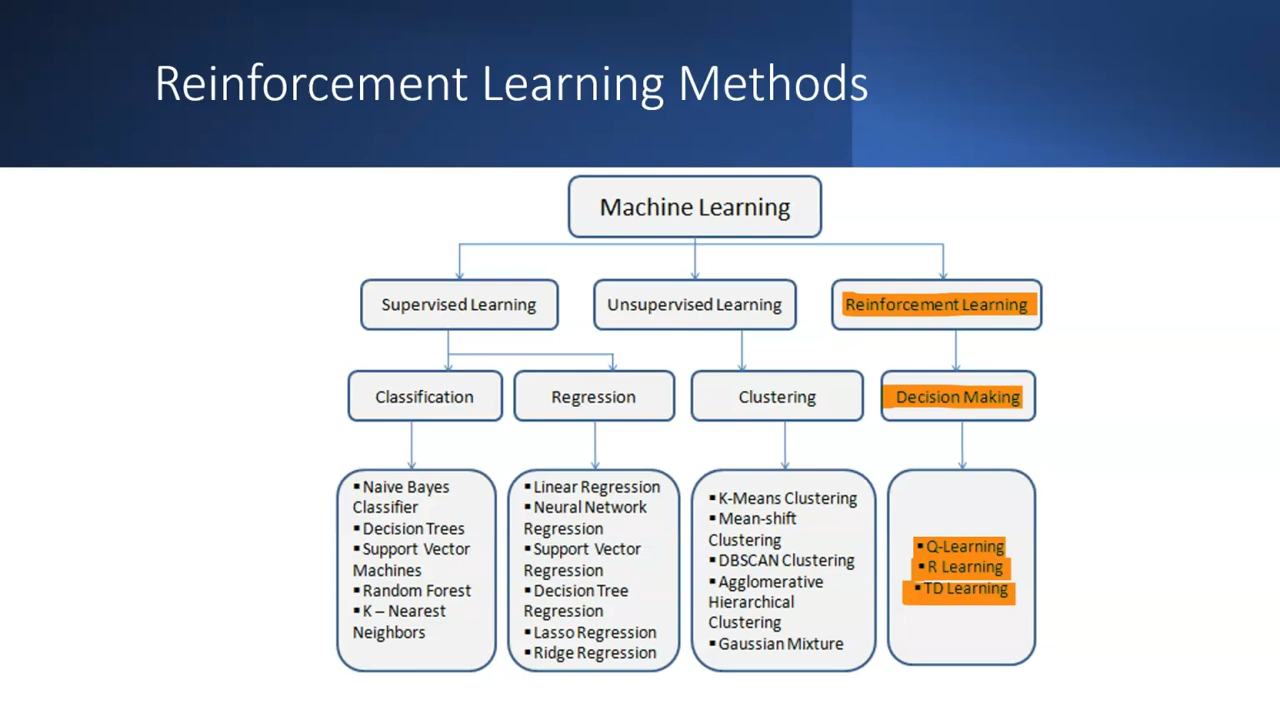 Reinforcement Learning Methods
Machine Learning
Supervised Learning
Unsupervised Learning
Reinforcement Learning
Classification
Regression
Clustering
Decision Making
▪ Naive Bayes
Classifier
▪ Decision Trees
▪ Support Vector
Machines
▪ Random Forest
▪ K – Nearest
Neighbors
▪ Linear Regression
▪ Neural Network
Regression
▪ Support Vector
Regression
▪ Decision Tree
Regression
▪ Lasso Regression
▪ Ridge Regression
▪ K-Means Clustering
▪ Mean-shift
Clustering
▪ DBSCAN Clustering
▪ Agglomerative
Hierarchical
Clustering
▪ Gaussian Mixture
▪ Q-Learning
▪ R Learning
▪ TD Learning